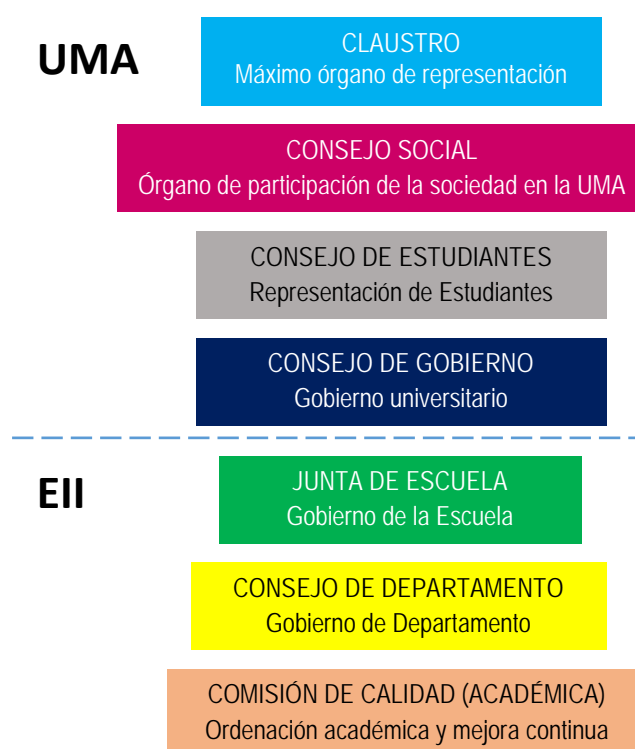 UMA
CLAUSTRO
Máximo órgano de representación
CONSEJO SOCIAL
Órgano de participación de la sociedad en la UMA
CONSEJO DE ESTUDIANTES
Representación de Estudiantes
CONSEJO DE GOBIERNO
Gobierno universitario
EII
JUNTA DE ESCUELA
Gobierno de la Escuela
CONSEJO DE DEPARTAMENTO
Gobierno de Departamento
COMISIÓN DE CALIDAD (ACADÉMICA)
Ordenación académica y mejora continua